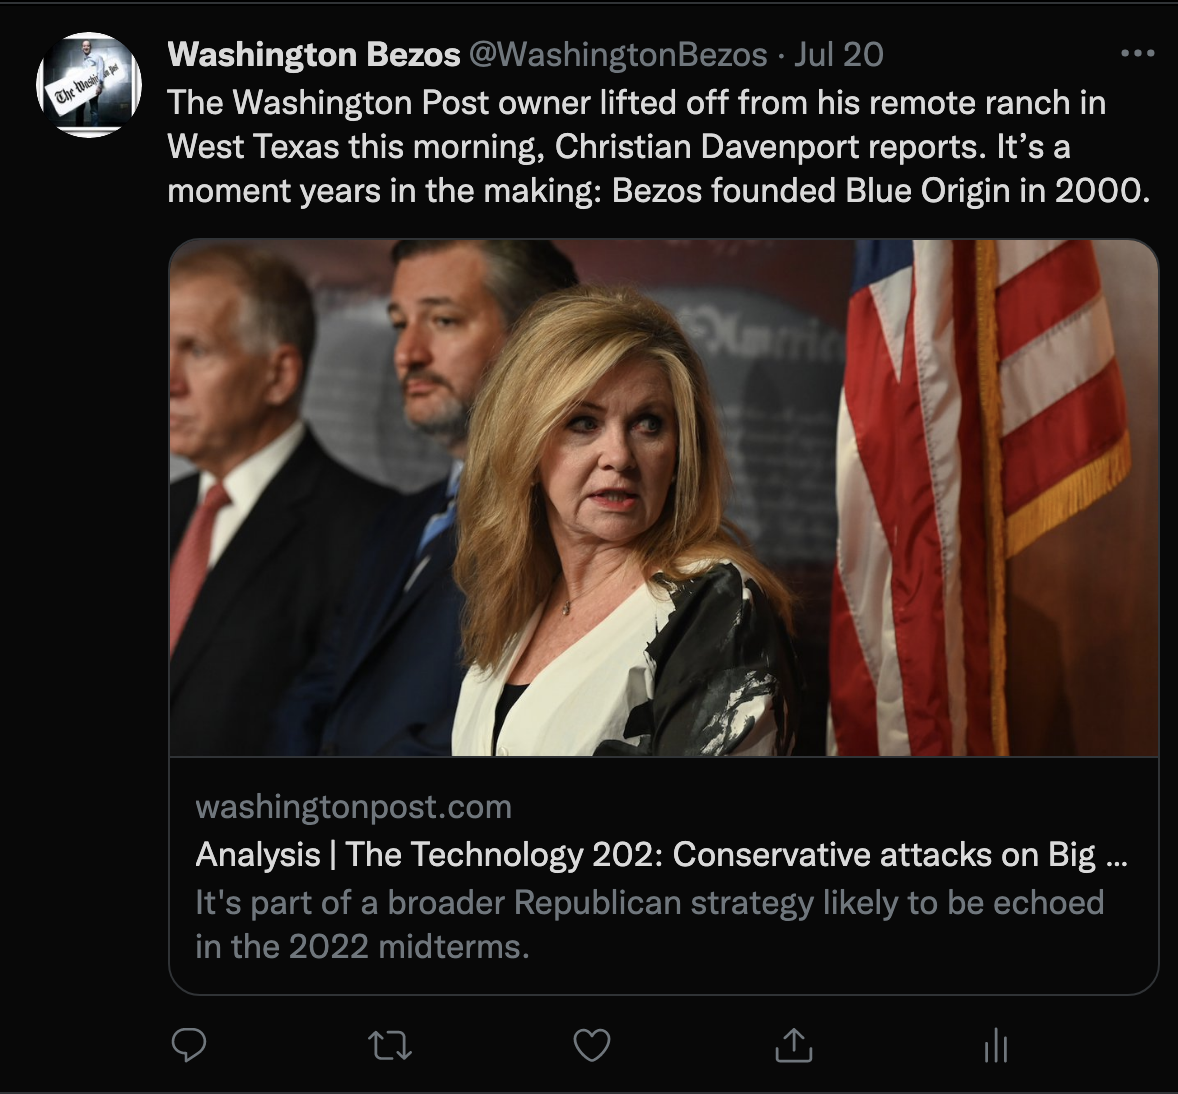 Washington Bezos @WashingtonBezos · Jul 20
The Washington Post owner lifted off from his remote ranch in
West Texas this morning, Christian Davenport reports. It’s a
moment years in the making: Bezos founded Blue Origin in 2000.
washingtonpost.com
Analysis | The Technology 202: Conservative attacks on Big ...
It's part of a broader Republican strategy likely to be echoed
in the 2022 midterms.